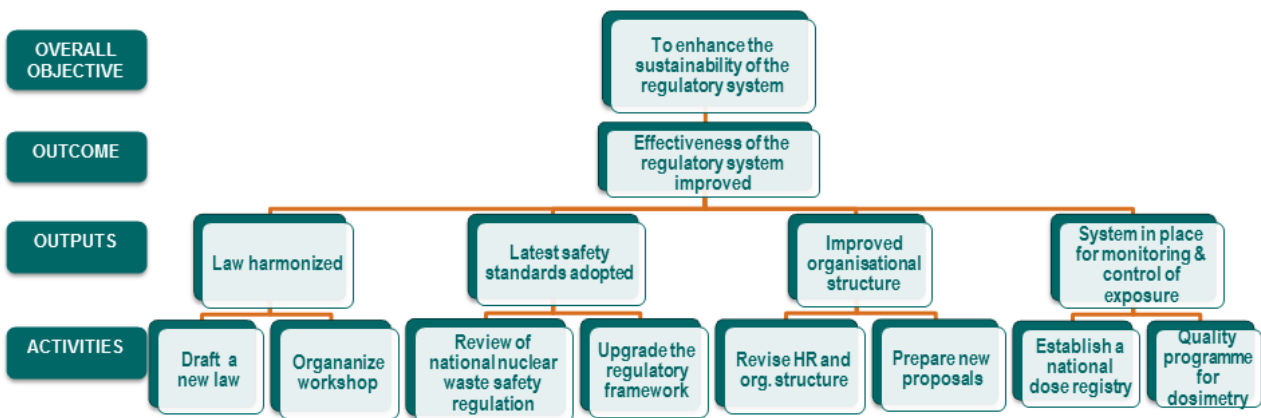 OVERALL
OBJECTIVE
To enhance the
sustainability of the
regulatory system
OUTCOME
Effectiveness of the
regulatory system
improved
OUTPUTS
Law harmonized
Latest safety
standards adopted
Improved
organisational
structure
System in place
for monitoring &
control of
exposure
ACTIVITIES
Draft a
new law
Organanize
workshop
Review of
national nuclear
waste safety
regulation
Upgrade the
regulatory
framework
Revise HR and
org. structure
Prepare new
proposals
Establish a
national
dose registry
Quality
programme
for
dosimetry